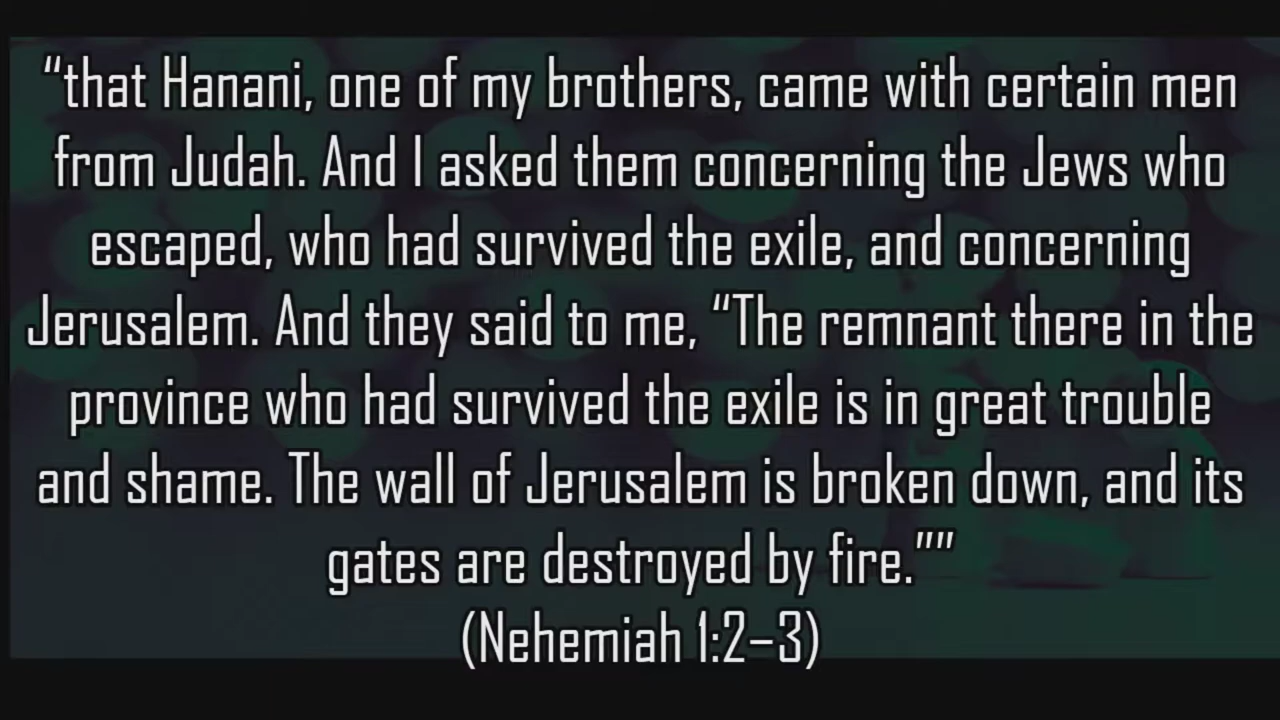 “that Hanani, one of my brothers, came with certain men
from Judah. And I asked them concerning the Jews who
escaped, who had survived the exile, and concerning
Jerusalem. And they said to me, “The remnant there in the
province who had survived the exile is in great trouble
and shame. The wall of Jerusalem is broken down, and its
gates are destroyed by fire.””
(Nehemiah 1:2–3)